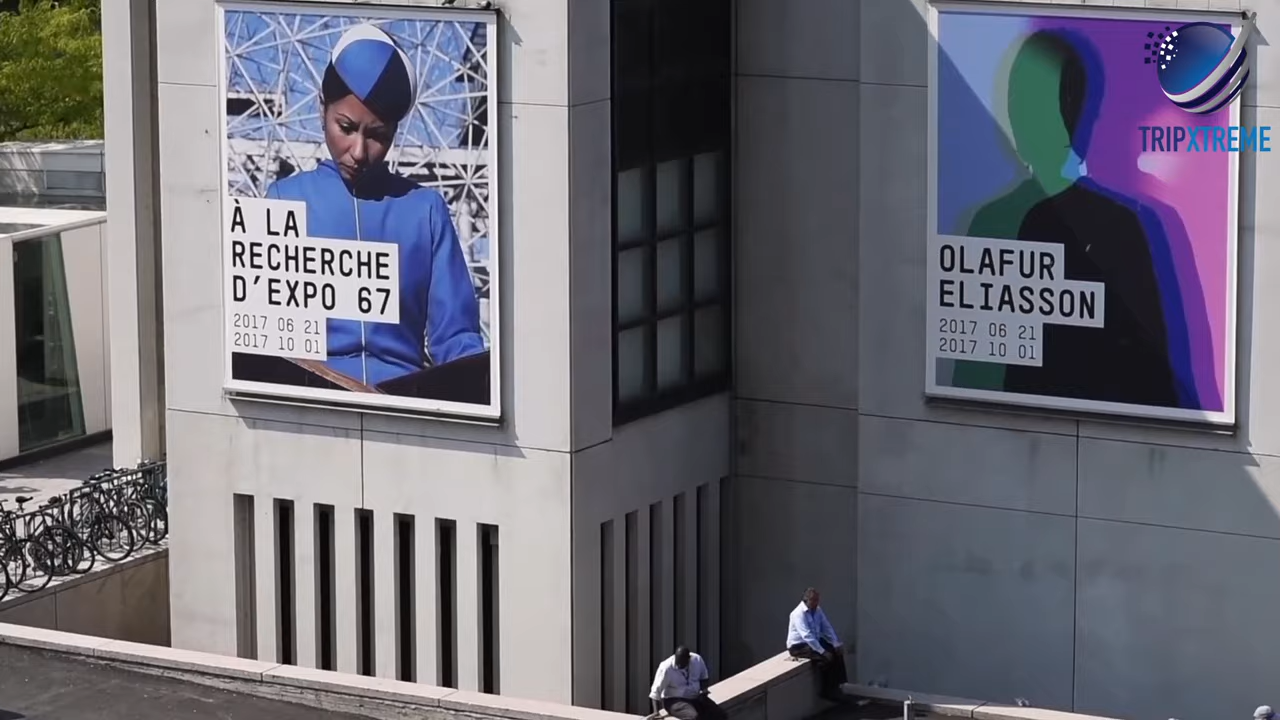 À LA
RECHERCHE
D'EXPO 67
2017 06 21
2017 10 01
OLAFUR
ELIASSON
2017 06 21
2017 10 01
TRIPXTREME